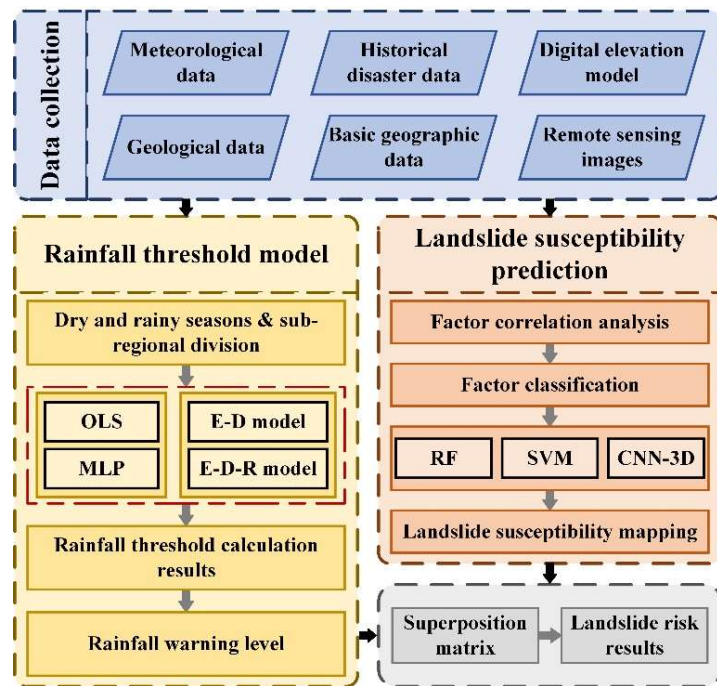 Data collection
Meteorological
data
Historical
disaster data
Digital elevation
model
Geological data
Basic geographic
data
Remote sensing
images
Rainfall threshold model
Dry and rainy seasons & sub-
regional division
OLS
MLP
E-D model
E-D-R model
Rainfall threshold calculation
results
Rainfall warning level
Landslide susceptibility
prediction
Factor correlation analysis
Factor classification
RF
SVM
CNN-3D
Landslide susceptibility mapping
Superposition
matrix
Landslide risk
results